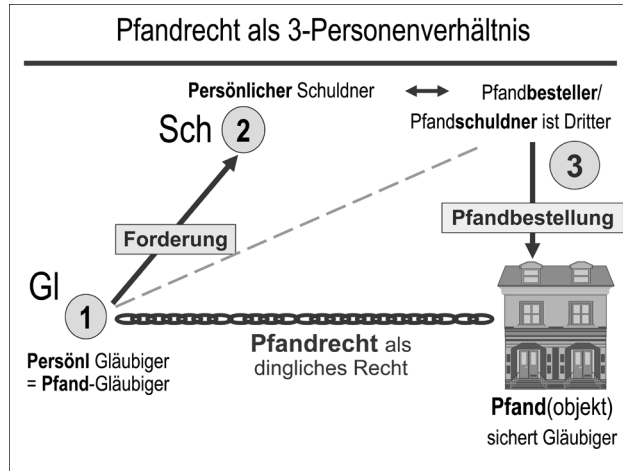 Pfandrecht als 3-Personenverhältnis
Persönlicher Schuldner
Pfandbesteller/
Pfandschuldner ist Dritter
Sch 2
3
Forderung
Pfandbestellung
Gl
1
Pfandrecht als
dingliches Recht
Persönl Gläubiger
= Pfand-Gläubiger
Pfand(objekt)
sichert Gläubiger